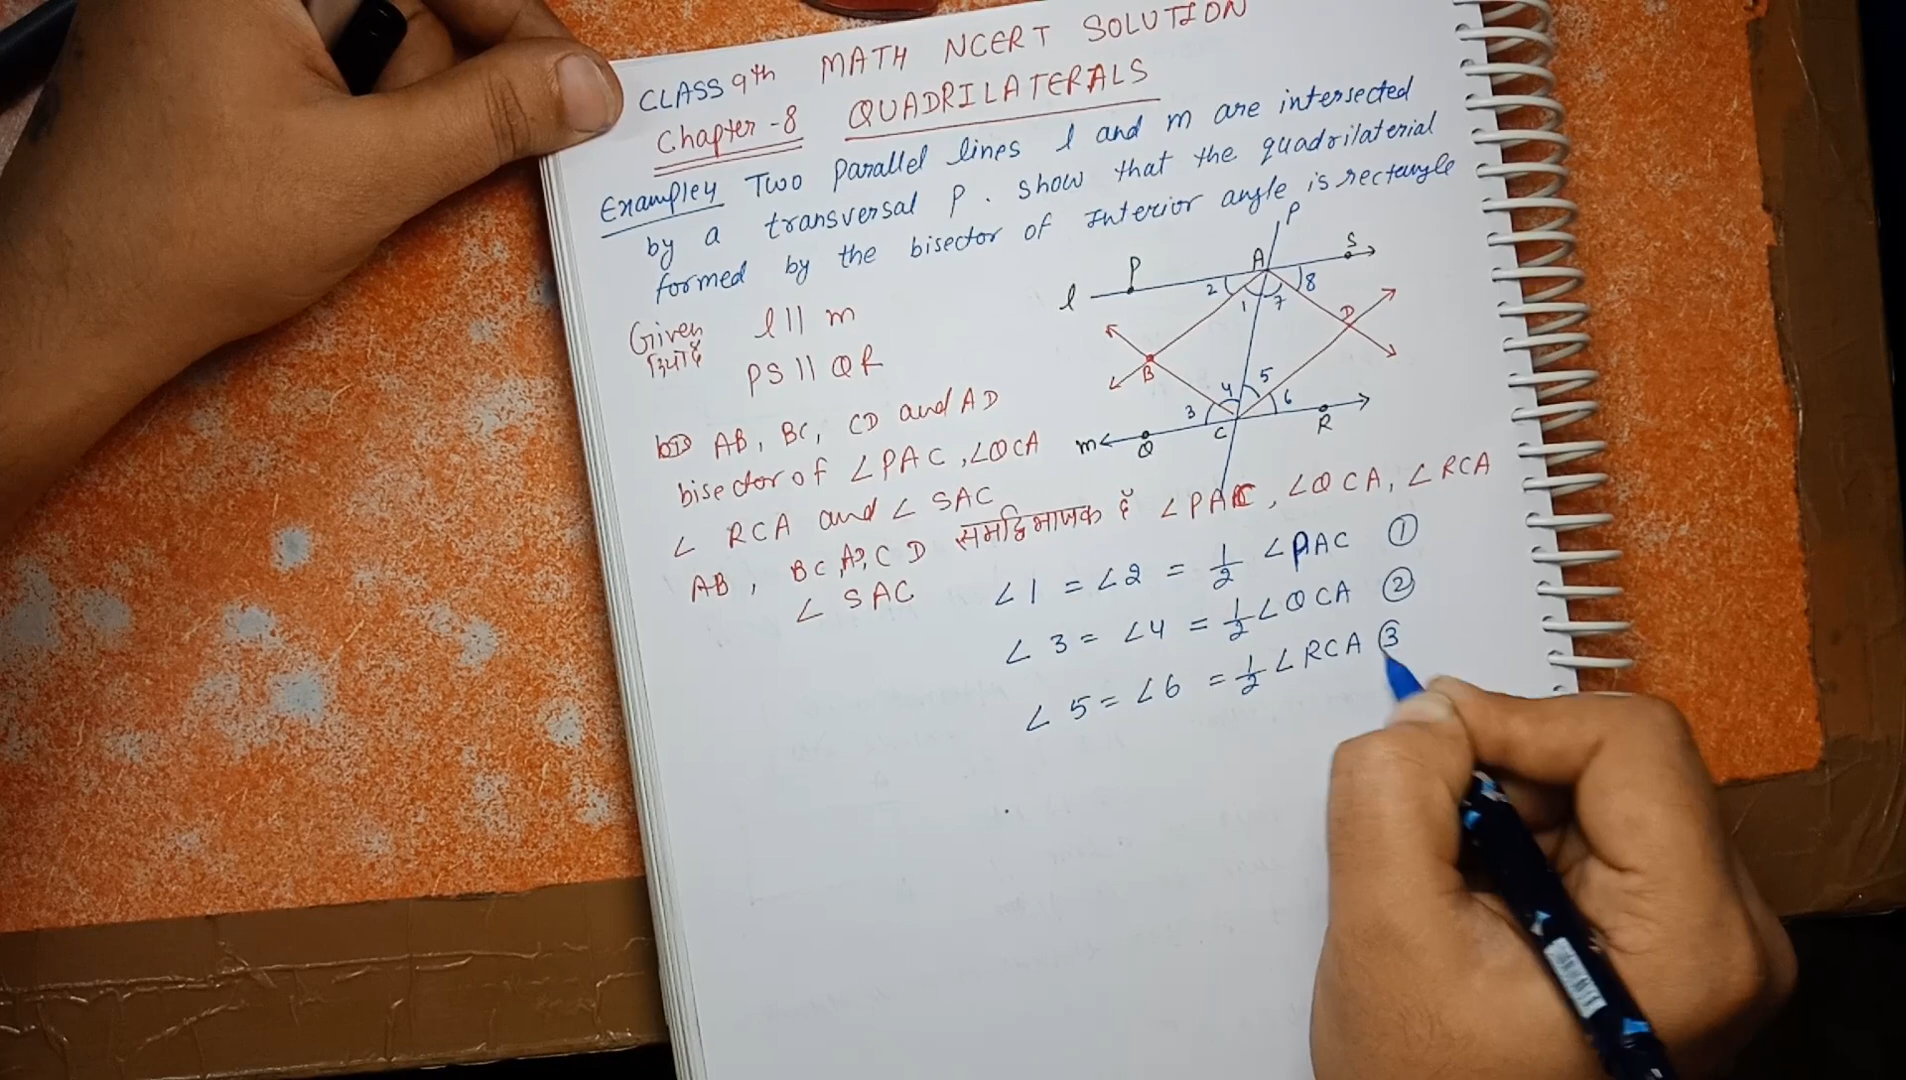 CLASS 9th MATH NCERT SOLUTION
Chapter -8 QUADRILATERALS
Example4 Two Parallel lines l and m are intersected
by a transversal P. show that the quadrilaterial
formed by the bisector of Interior angle is rectangle
P
A
S
P
l
2
1
7
8
D
B
4
5
3
6
m
Q
C
R
Given l || m
PS || QR
AB, BC, CD and AD
bisector of ∠PAC, ∠QCA
∠ RCA and ∠ SAC
AB, BC, AD, CD समद्विभाजक हैं ∠PAC, ∠QCA, ∠RCA
∠ SAC
∠1 = ∠2 = 1/2 ∠PAC ①
∠3 = ∠4 = 1/2 ∠QCA ②
∠5 = ∠6 = 1/2 ∠RCA ③